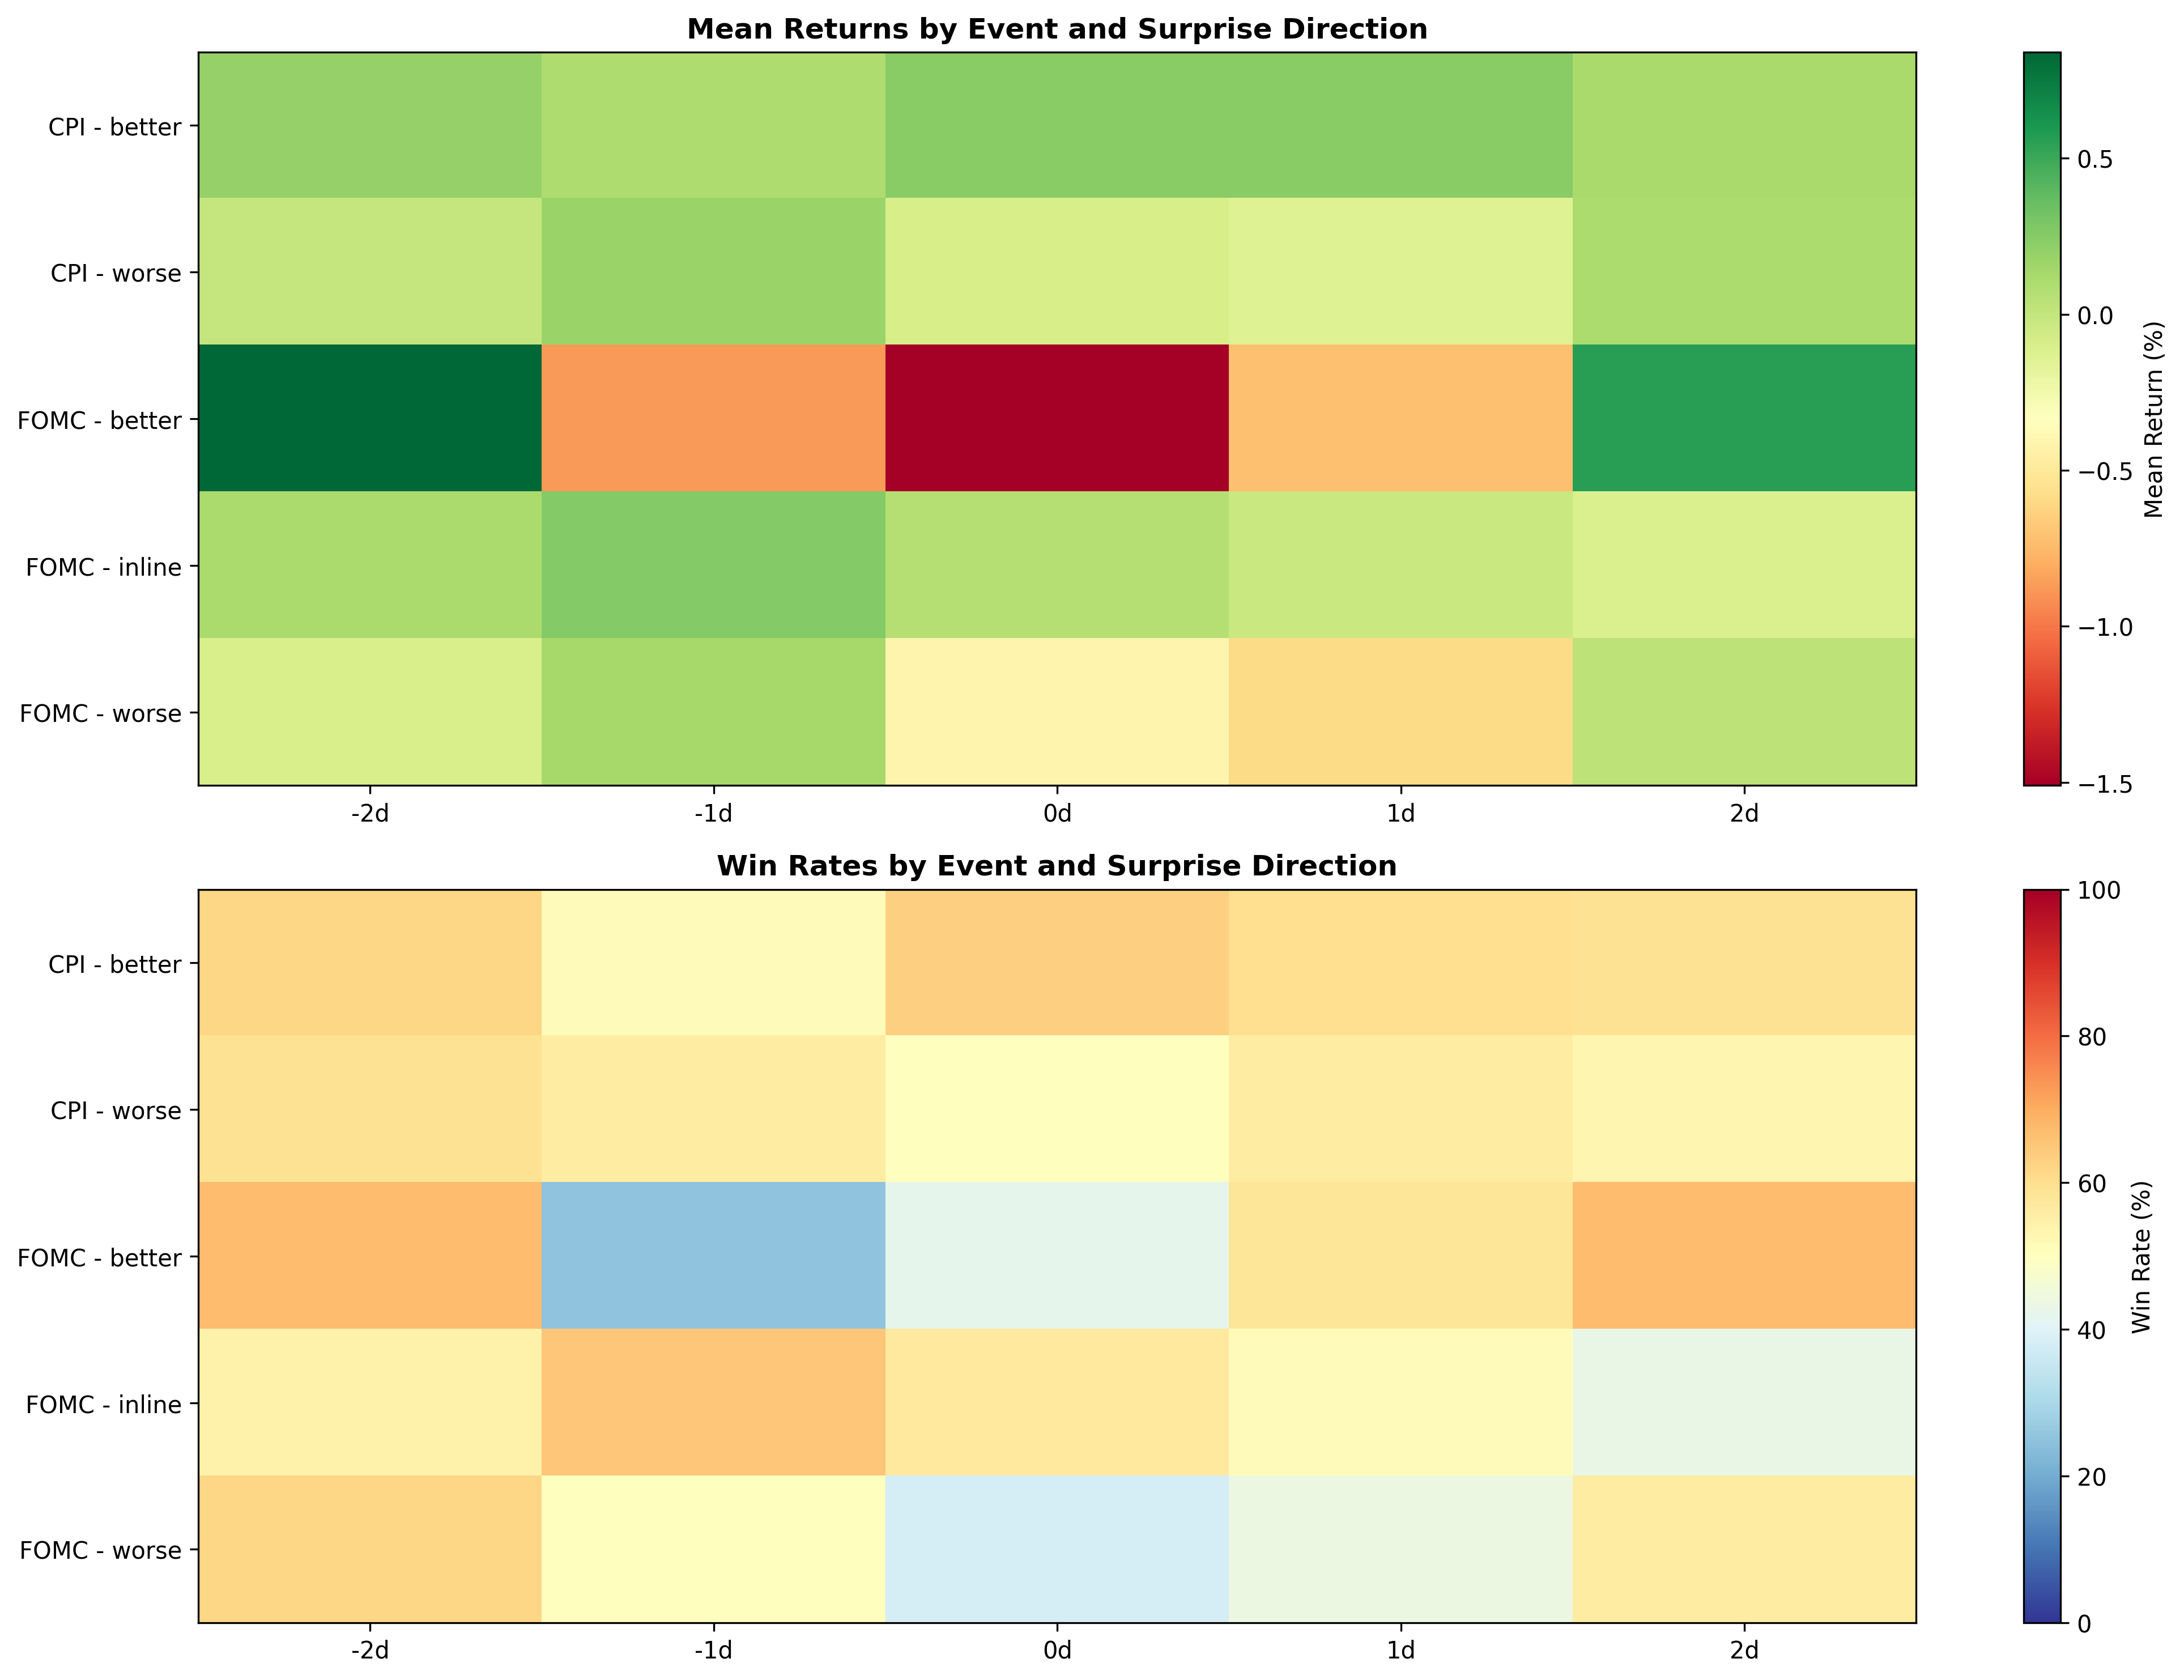 Mean Returns by Event and Surprise Direction
CPI - better
CPI - worse
FOMC - better
FOMC - inline
FOMC - worse
-2d -1d 0d 1d 2d
0.5
0.0
−0.5
−1.0
−1.5
Mean Return (%)
Win Rates by Event and Surprise Direction
CPI - better
CPI - worse
FOMC - better
FOMC - inline
FOMC - worse
-2d -1d 0d 1d 2d
100
80
60
40
20
0
Win Rate (%)